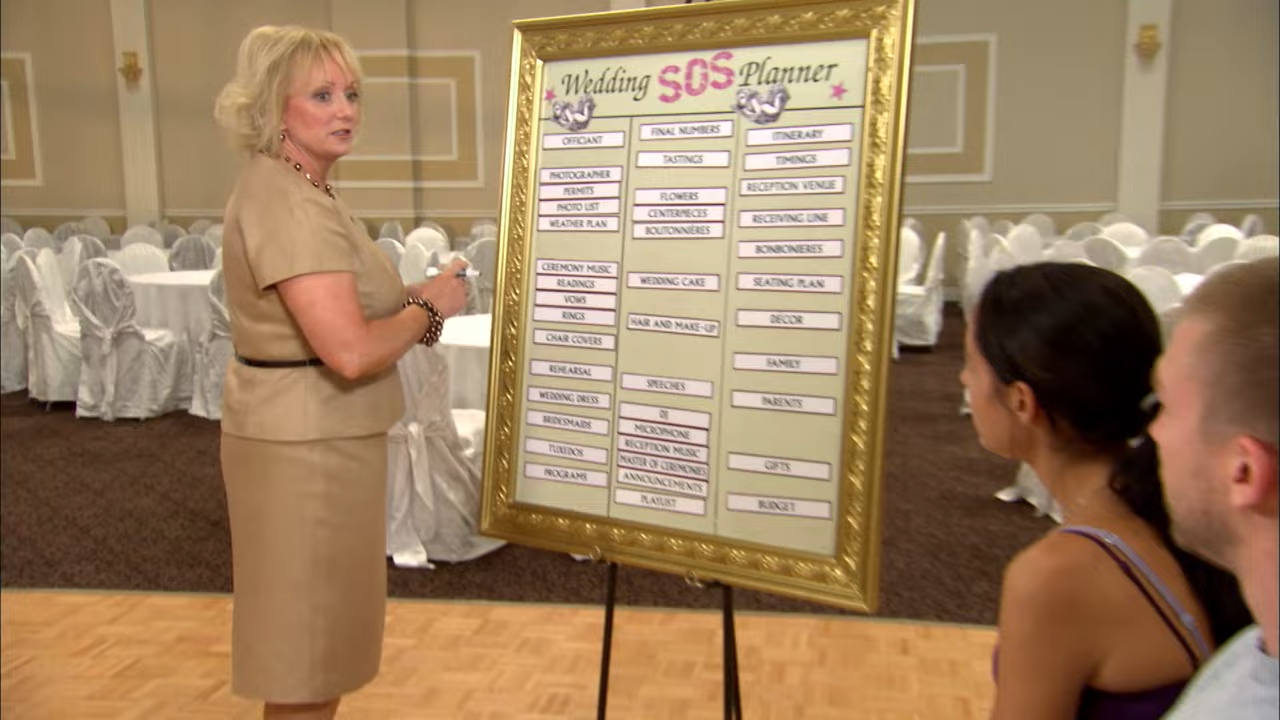 Wedding SOS Planner
OFFICIANT
PHOTOGRAPHER
PERMITS
PHOTO LIST
WEATHER PLAN
CEREMONY MUSIC
READINGS
VOWS
RINGS
CHAIR COVERS
REHEARSAL
WEDDING DRESS
BRIDESMAIDS
TUXEDOS
PROGRAMS
FINAL NUMBERS
TASTINGS
FLOWERS
CENTERPIECES
BOUTONNIÈRES
WEDDING CAKE
HAIR AND MAKE-UP
SPEECHES
DJ
MICROPHONE
RECEPTION MUSIC
MASTER OF CEREMONIES
ANNOUNCEMENTS
PLAYLIST
ITINERARY
TIMINGS
RECEPTION VENUE
RECEIVING LINE
BONBONIERES
SEATING PLAN
DECOR
FAMILY
PARENTS
GIFTS
BUDGET